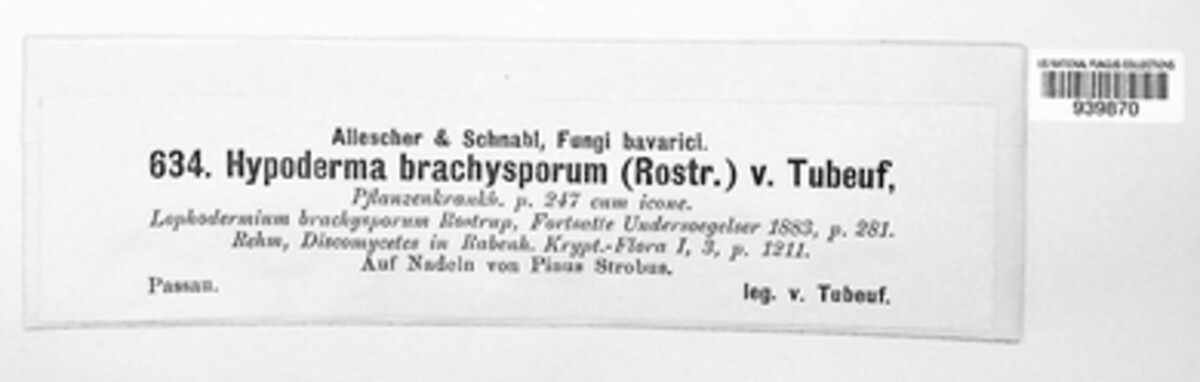 Allescher & Schnabl, Fungi bavarici.
634. Hypoderma brachysporum (Rostr.) v. Tubeuf,
Pflanzenkrankh. p. 247 cum icone.
Lophodermium brachysporum Rostrup, Fortsatte Undersoegelser 1883, p. 281.
Rehm, Discomycetes in Rabenh. Krypt.-Flora I, 3, p. 1211.
Auf Nadeln von Pinus Strobus.
Passau.
leg. v. Tubeuf.
US NATIONAL FUNGUS COLLECTIONS
939870